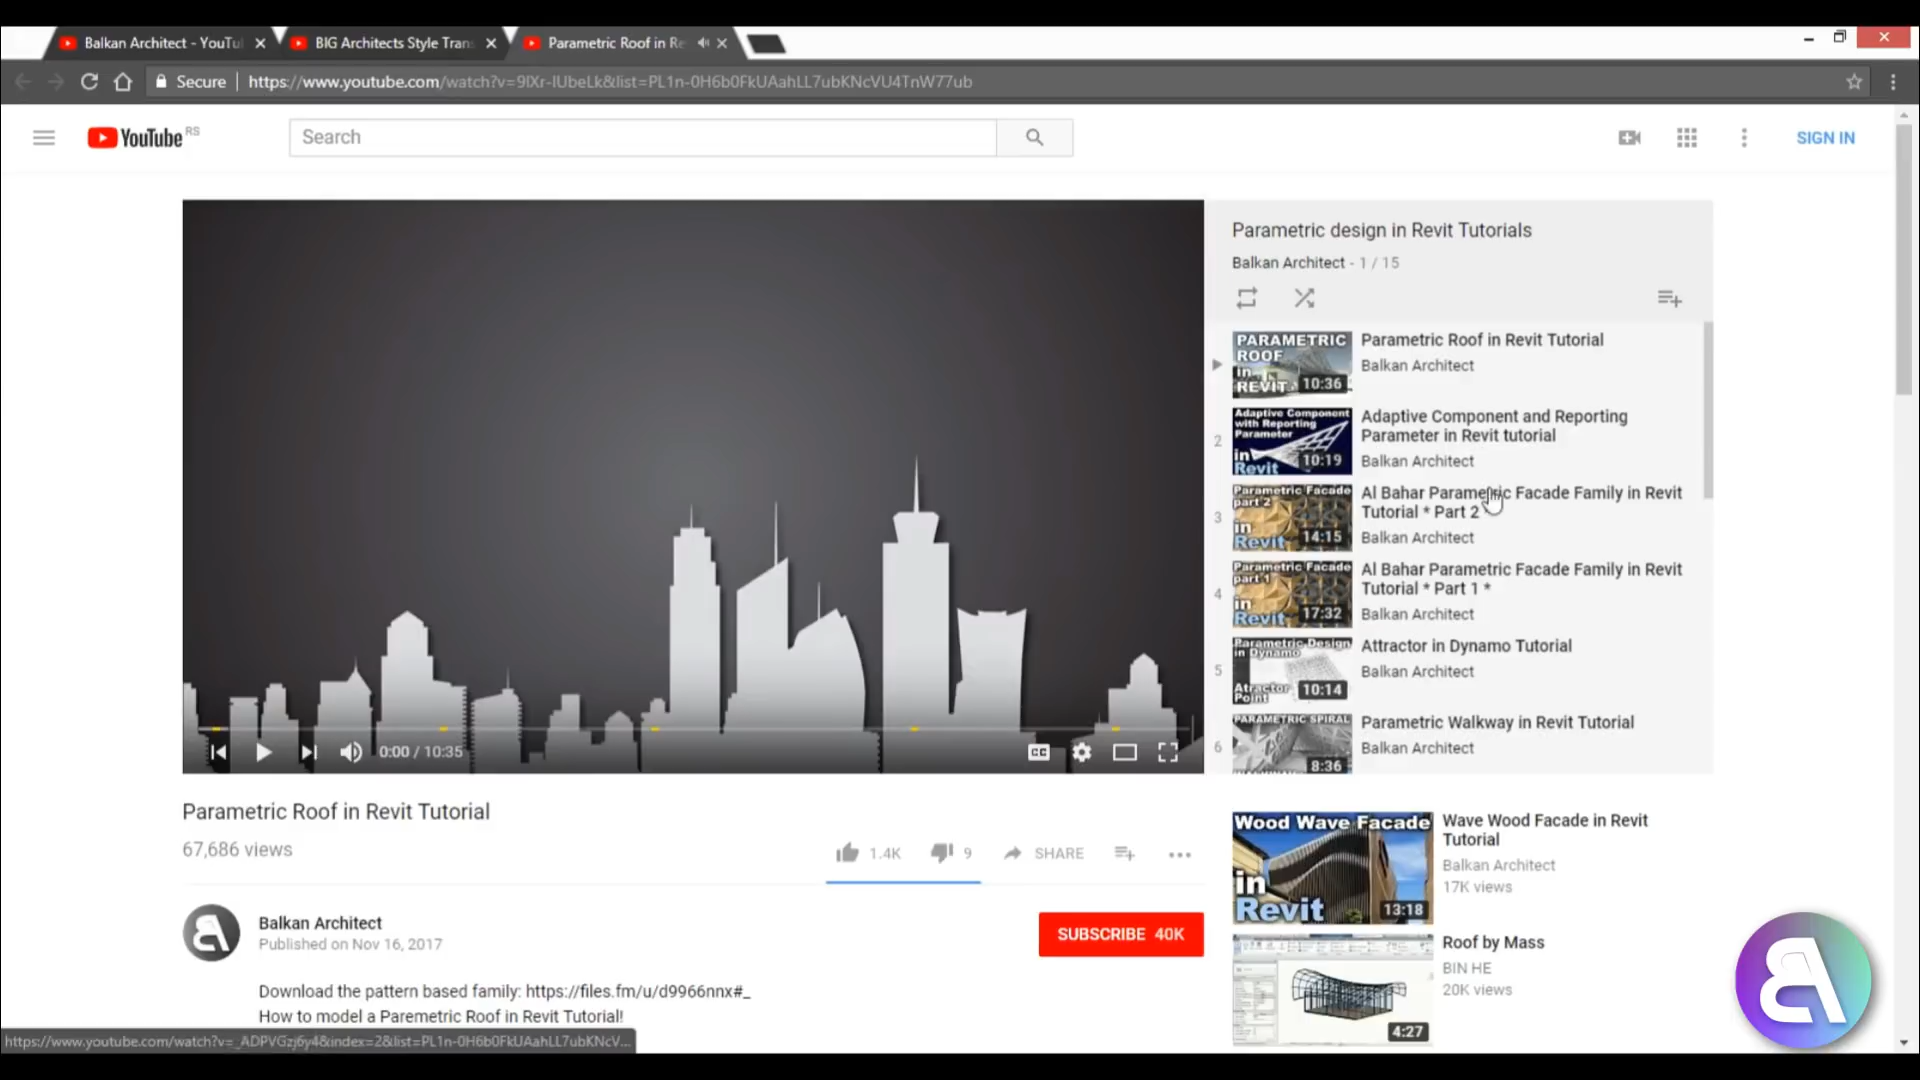 Balkan Architect - YouTu
BIG Architects Style Tran
Parametric Roof in Re
Secure
https://www.youtube.com/watch?v=9lXr-lUbeLk&list=PL1n-0H6b0FkUAahLL7ubKNcVU4TnW77ub
YouTube RS
Search
SIGN IN
Parametric design in Revit Tutorials
Balkan Architect - 1 / 15
PARAMETRIC
ROOF
in
REVIT
10:36
Parametric Roof in Revit Tutorial
Balkan Architect
2
Adaptive Component
with Reporting
Parameter
in
Revit
10:19
Adaptive Component and Reporting
Parameter in Revit tutorial
Balkan Architect
3
Parametric Facade
part 2
in
Revit
14:15
Al Bahar Parametric Facade Family in Revit
Tutorial * Part 2 *
Balkan Architect
4
Parametric Facade
part 1
in
Revit
17:32
Al Bahar Parametric Facade Family in Revit
Tutorial * Part 1 *
Balkan Architect
5
Parametric Design
in Dynamo
Atractor
Point
10:14
Attractor in Dynamo Tutorial
Balkan Architect
6
PARAMETRIC SPIRAL
8:36
Parametric Walkway in Revit Tutorial
Balkan Architect
0:00 / 10:35
CC
Parametric Roof in Revit Tutorial
67,686 views
1.4K
9
SHARE
Balkan Architect
Published on Nov 16, 2017
SUBSCRIBE 40K
Download the pattern based family: https://files.fm/u/d9966nnx#_
How to model a Paremetric Roof in Revit Tutorial!
Wood Wave Facade
in
Revit
13:18
Wave Wood Facade in Revit
Tutorial
Balkan Architect
17K views
4:27
Roof by Mass
BIN HE
20K views
https://www.youtube.com/watch?v=_ADPVGzj6y4&index=2&list=PL1n-0H6b0FkUAahLL7ubKNcV...